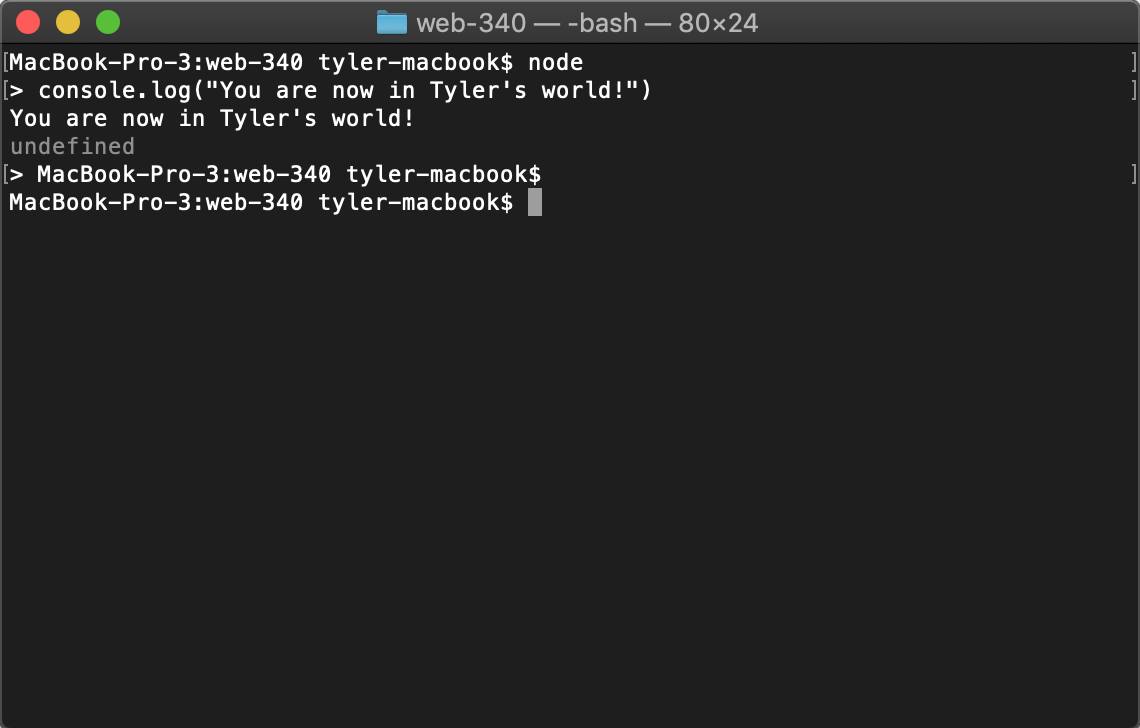 web-340 — -bash — 80×24
[MacBook-Pro-3:web-340 tyler-macbook$ node ]
[> console.log("You are now in Tyler's world!") ]
You are now in Tyler's world!
undefined
[> MacBook-Pro-3:web-340 tyler-macbook$ ]
MacBook-Pro-3:web-340 tyler-macbook$